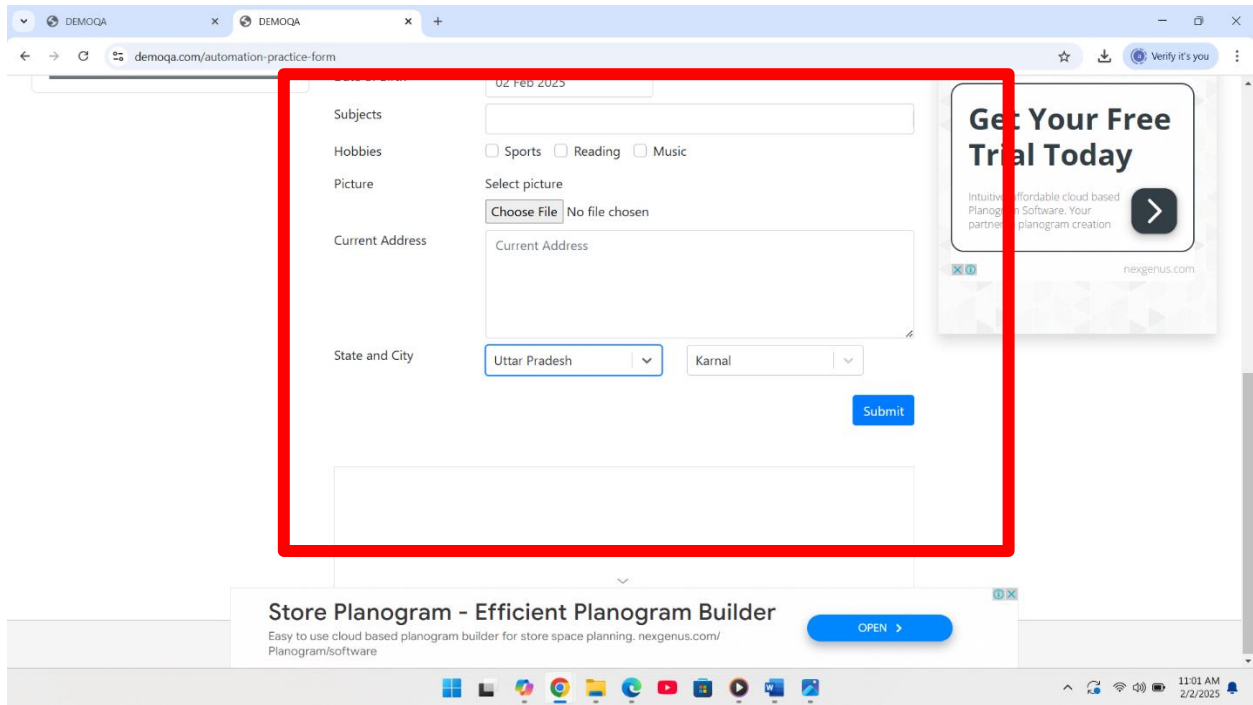 DEMOQA
DEMOQA
demoqa.com/automation-practice-form
Verify it's you
02 Feb 2025
Subjects
Hobbies
Sports
Reading
Music
Picture
Select picture
Choose File No file chosen
Current Address
Current Address
State and City
Uttar Pradesh
Karnal
Submit
Get Your Free
Trial Today
Software. Your
planogram creation
nexgenus.com
Store Planogram - Efficient Planogram Builder
Easy to use cloud based planogram builder for store space planning. nexgenus.com/
Planogram/software
OPEN
11:01 AM
2/2/2025